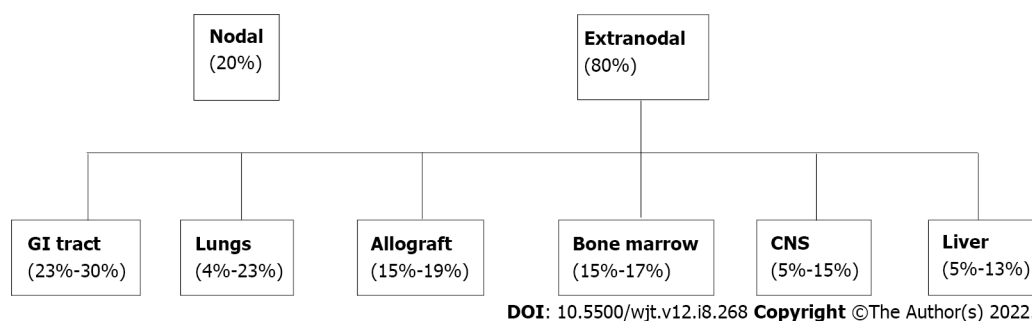 Nodal
(20%)
Extranodal
(80%)
GI tract
(23%-30%)
Lungs
(4%-23%)
Allograft
(15%-19%)
Bone marrow
(15%-17%)
CNS
(5%-15%)
Liver
(5%-13%)
DOI: 10.5500/wjt.v12.i8.268 Copyright ©The Author(s) 2022